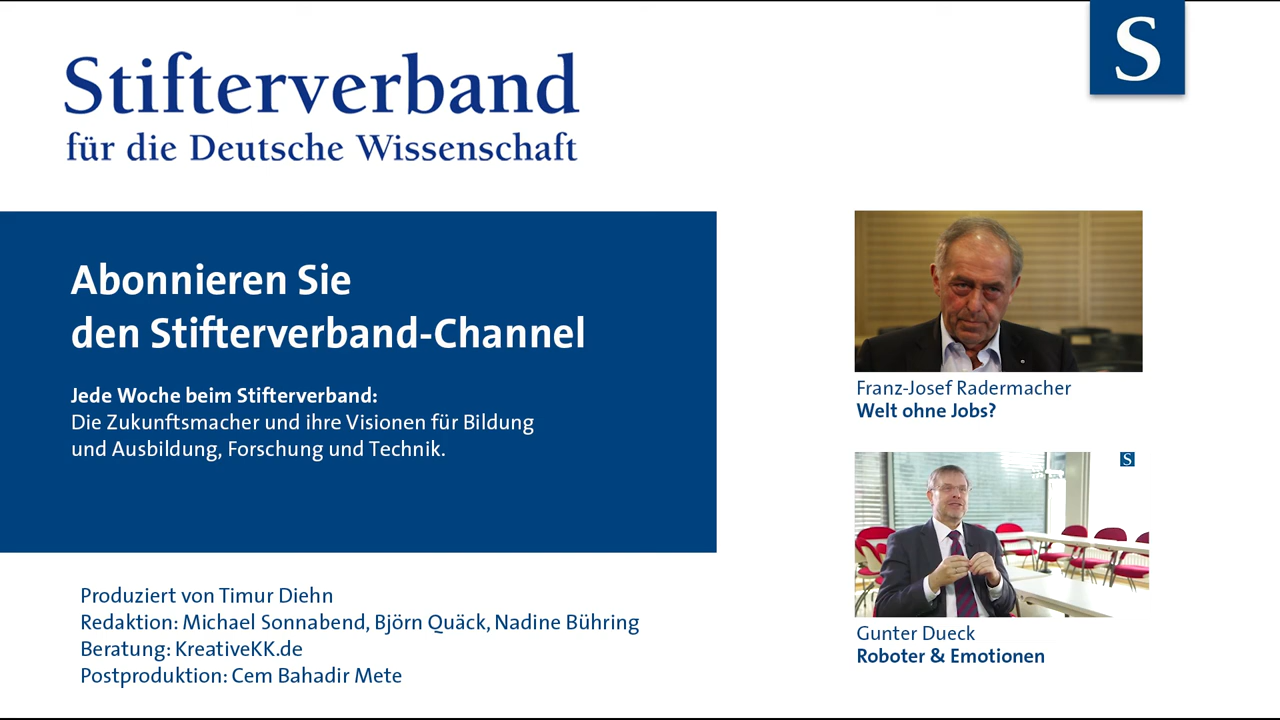 S
Stifterverband
für die Deutsche Wissenschaft
Abonnieren Sie
den Stifterverband-Channel
Jede Woche beim Stifterverband:
Die Zukunftsmacher und ihre Visionen für Bildung
und Ausbildung, Forschung und Technik.
Franz-Josef Radermacher
Welt ohne Jobs?
S
Gunter Dueck
Roboter & Emotionen
Produziert von Timur Diehn
Redaktion: Michael Sonnabend, Björn Quäck, Nadine Bühring
Beratung: KreativeKK.de
Postproduktion: Cem Bahadir Mete